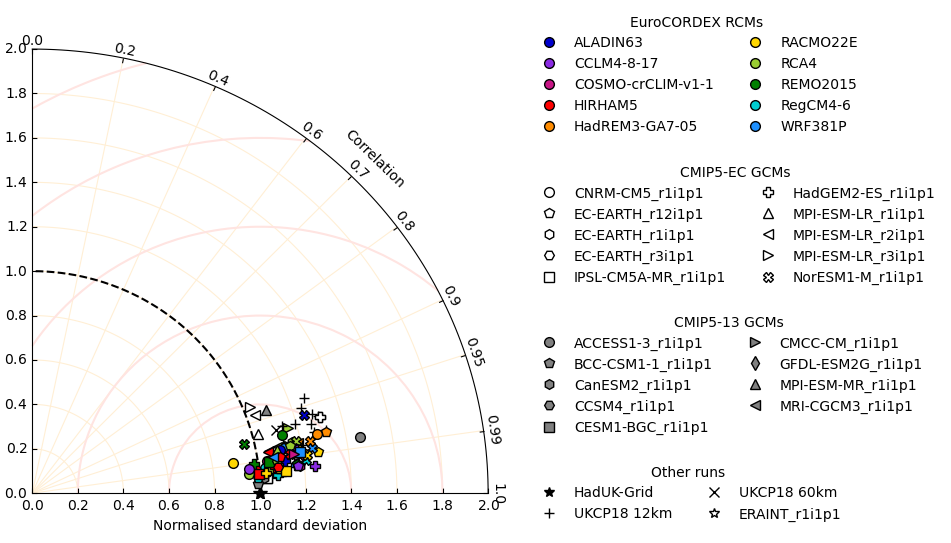 EuroCORDEX RCMs
ALADIN63
CCLM4-8-17
COSMO-crCLIM-v1-1
HIRHAM5
HadREM3-GA7-05
RACMO22E
RCA4
REMO2015
RegCM4-6
WRF381P
CMIP5-EC GCMs
CNRM-CM5_r1i1p1
EC-EARTH_r12i1p1
EC-EARTH_r1i1p1
EC-EARTH_r3i1p1
IPSL-CM5A-MR_r1i1p1
HadGEM2-ES_r1i1p1
MPI-ESM-LR_r1i1p1
MPI-ESM-LR_r2i1p1
MPI-ESM-LR_r3i1p1
NorESM1-M_r1i1p1
CMIP5-13 GCMs
ACCESS1-3_r1i1p1
BCC-CSM1-1_r1i1p1
CanESM2_r1i1p1
CCSM4_r1i1p1
CESM1-BGC_r1i1p1
CMCC-CM_r1i1p1
GFDL-ESM2G_r1i1p1
MPI-ESM-MR_r1i1p1
MRI-CGCM3_r1i1p1
Other runs
HadUK-Grid
UKCP18 12km
UKCP18 60km
ERAINT_r1i1p1
0.0
0.2
0.4
0.6
0.7
0.8
0.9
0.95
0.99
1.0
Correlation
2.0
1.8
1.6
1.4
1.2
1.0
0.8
0.6
0.4
0.2
0.0
0.0 0.2 0.4 0.6 0.8 1.0 1.2 1.4 1.6 1.8 2.0
Normalised standard deviation